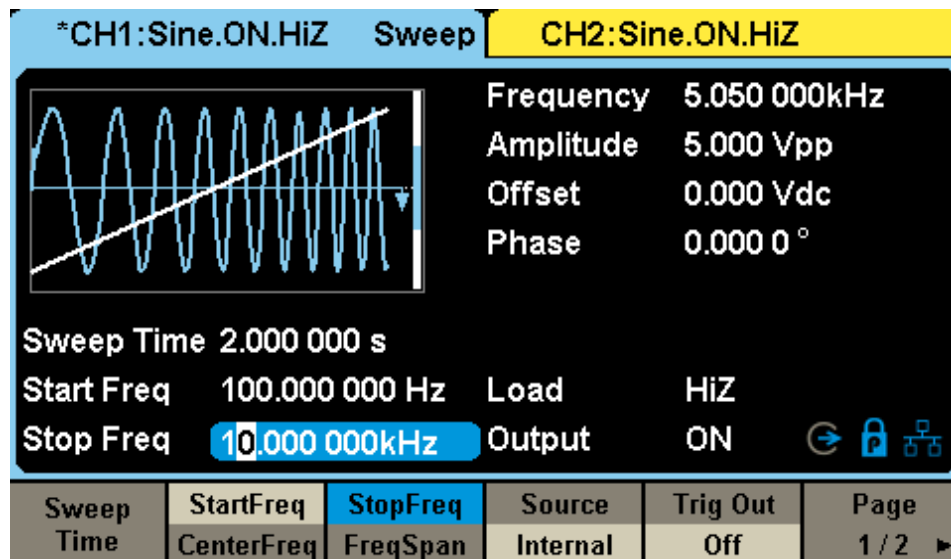 *CH1:Sine.ON.HiZ Sweep CH2:Sine.ON.HiZ
Frequency 5.050 000kHz
Amplitude 5.000 Vpp
Offset 0.000 Vdc
Phase 0.000 0 °
Sweep Time 2.000 000 s
Start Freq 100.000 000 Hz Load HiZ
Stop Freq 10.000 000kHz Output ON P
Sweep StartFreq StopFreq Source Trig Out Page
Time CenterFreq FreqSpan Internal Off 1 / 2 ►